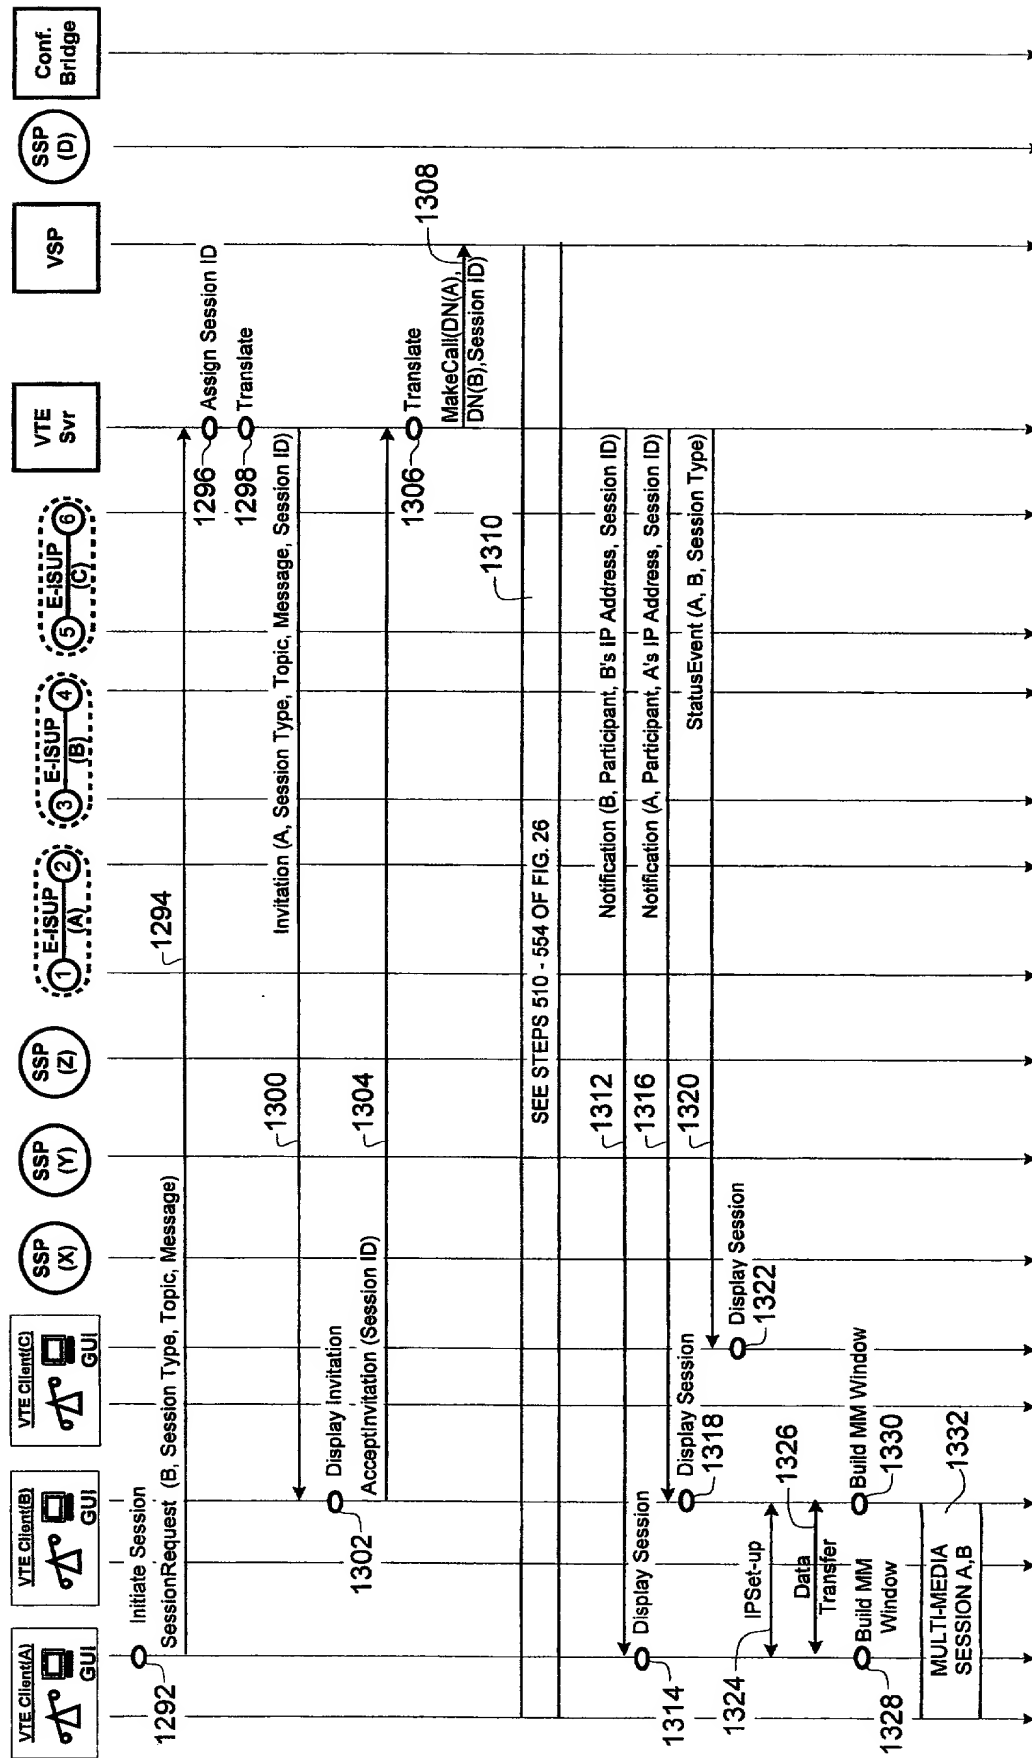 VTE Client(A)
GUI
VTE Client(B)
GUI
VTE Client(C)
GUI
SSP
(X)
SSP
(Y)
SSP
(Z)
1
E-ISUP
(A)
2
3
E-ISUP
(B)
4
5
E-ISUP
(C)
6
VTE
Svr
VSP
SSP
(D)
Conf.
Bridge
Initiate Session
1292
SessionRequest (B, Session Type, Topic, Message)
1294
1296
Assign Session ID
1298
Translate
Invitation (A, Session Type, Topic, Message, Session ID)
1300
Display Invitation
1302
AcceptInvitation (Session ID)
1304
1306
Translate
MakeCall(DN(A),
DN(B),Session ID)
1308
SEE STEPS 510 - 554 OF FIG. 26
1310
Notification (B, Participant, B's IP Address, Session ID)
1312
Display Session
1314
Notification (A, Participant, A's IP Address, Session ID)
1316
Display Session
1318
StatusEvent (A, B, Session Type)
1320
Display Session
1322
IPSet-up
1324
Data
Transfer
1326
Build MM
Window
1328
Build MM Window
1330
MULTI-MEDIA
SESSION A,B
1332